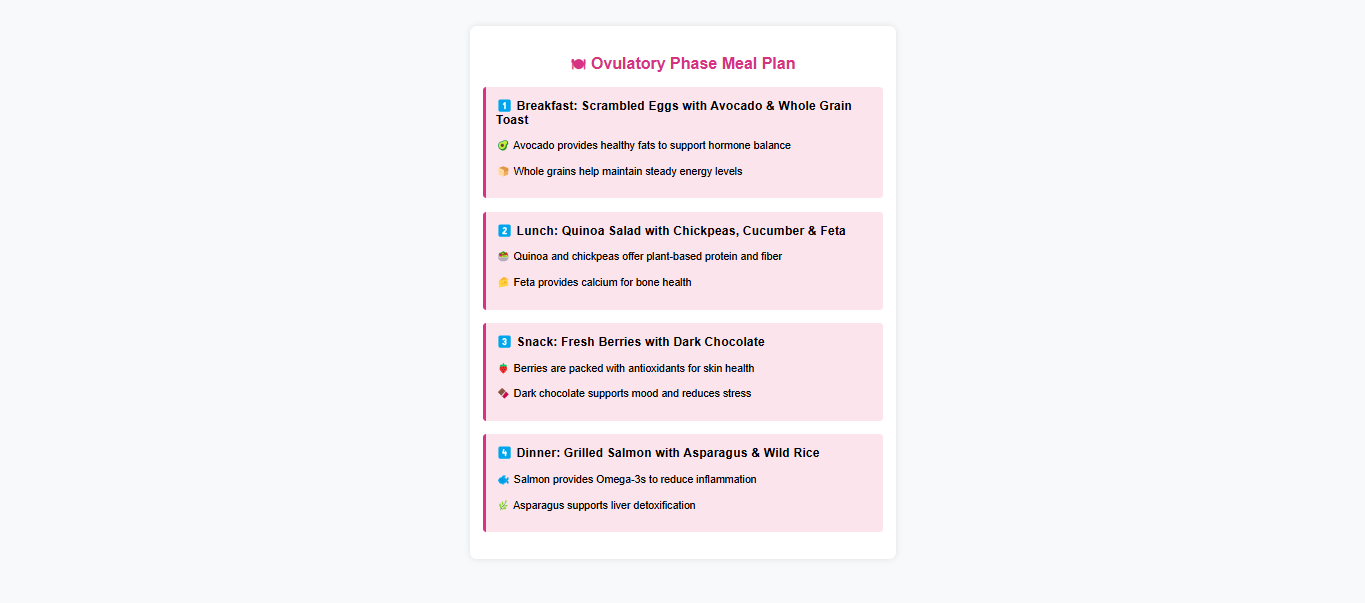 🍽️ Ovulatory Phase Meal Plan
1️⃣ Breakfast: Scrambled Eggs with Avocado & Whole Grain
Toast
🥑 Avocado provides healthy fats to support hormone balance
🍞 Whole grains help maintain steady energy levels
2️⃣ Lunch: Quinoa Salad with Chickpeas, Cucumber & Feta
🥗 Quinoa and chickpeas offer plant-based protein and fiber
🧀 Feta provides calcium for bone health
3️⃣ Snack: Fresh Berries with Dark Chocolate
🍓 Berries are packed with antioxidants for skin health
🍫 Dark chocolate supports mood and reduces stress
4️⃣ Dinner: Grilled Salmon with Asparagus & Wild Rice
🐟 Salmon provides Omega-3s to reduce inflammation
🌿 Asparagus supports liver detoxification